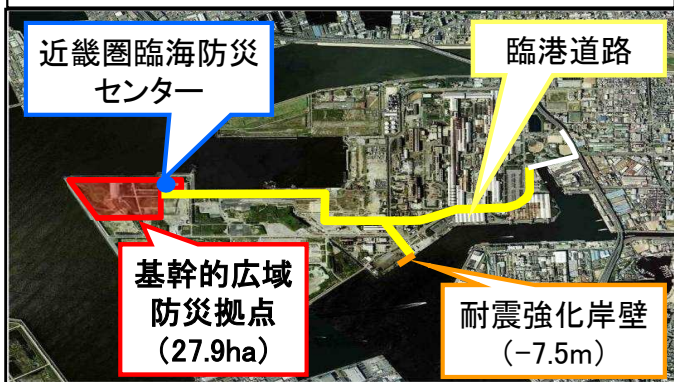 近畿圏臨海防災
センター
臨港道路
基幹的広域
防災拠点
（27.9ha）
耐震強化岸壁
（-7.5m）